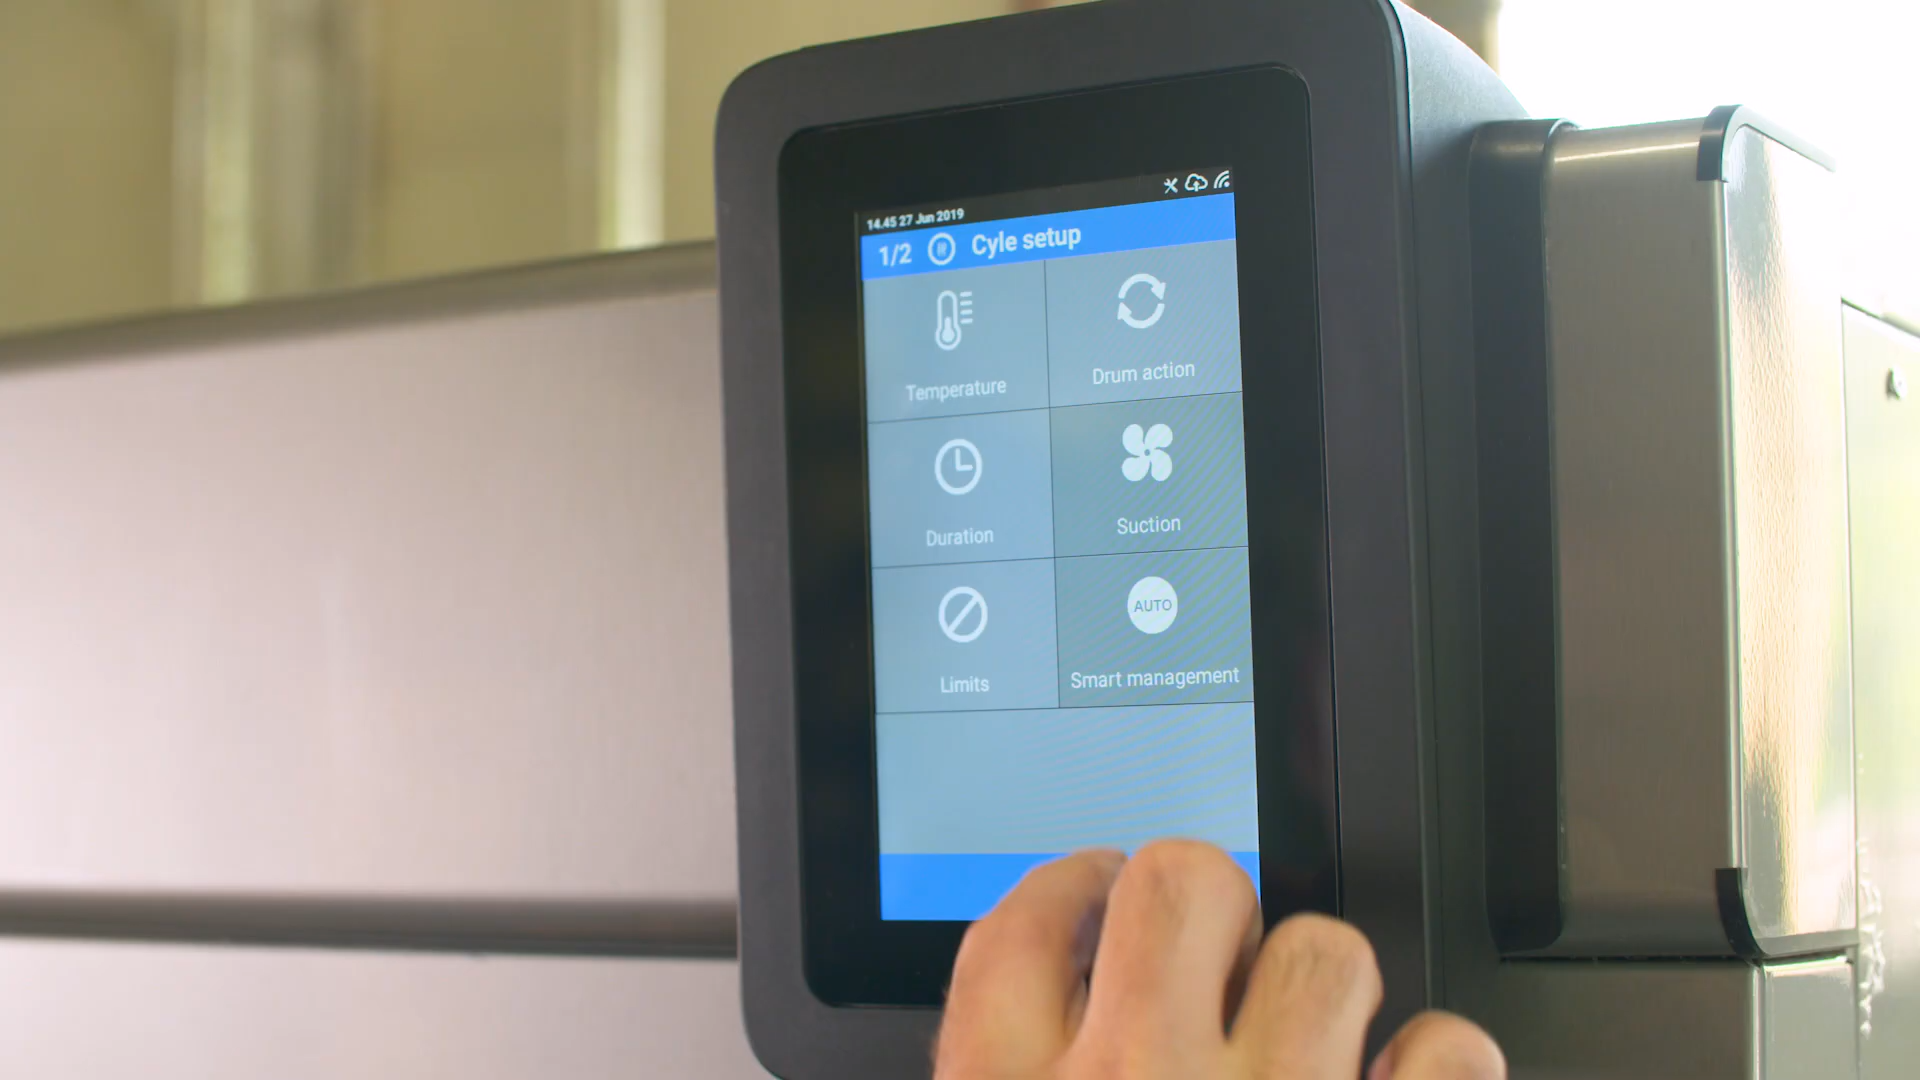 14.45 27 Jun 2019
1/2 Cyle setup
Temperature
Drum action
Duration
Suction
AUTO
Limits
Smart management